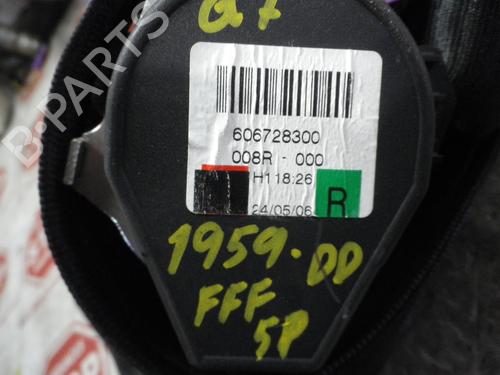 Q7
B-PARTS
606728300
008R - 000
H118:26
24/05/06
R
1959.DD
FFF
5P